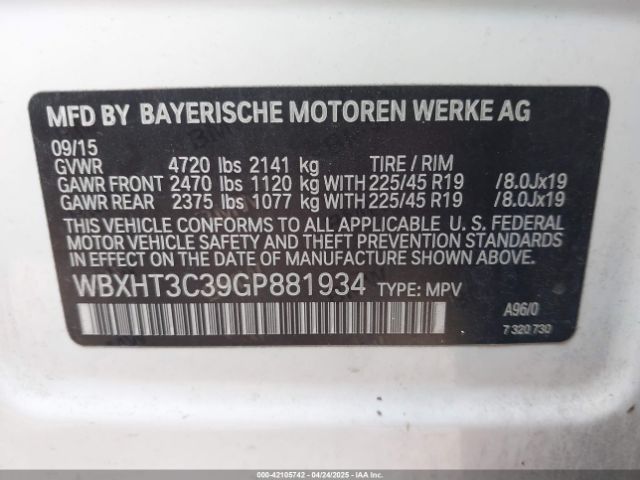 MFD BY BAYERISCHE MOTOREN WERKE AG
09/15
GVWR 4720 lbs 2141 kg TIRE / RIM
GAWR FRONT 2470 lbs 1120 kg WITH 225/45 R19 /8.0Jx19
GAWR REAR 2375 lbs 1077 kg WITH 225/45 R19 /8.0Jx19
THIS VEHICLE CONFORMS TO ALL APPLICABLE U. S. FEDERAL
MOTOR VEHICLE SAFETY AND THEFT PREVENTION STANDARDS
IN EFFECT ON THE DATE OF MANUFACTURE SHOWN ABOVE.
WBXHT3C39GP881934 TYPE: MPV
A96/0
7 320 730
000-42105742 - 04/24/2025 - IAAI.COM